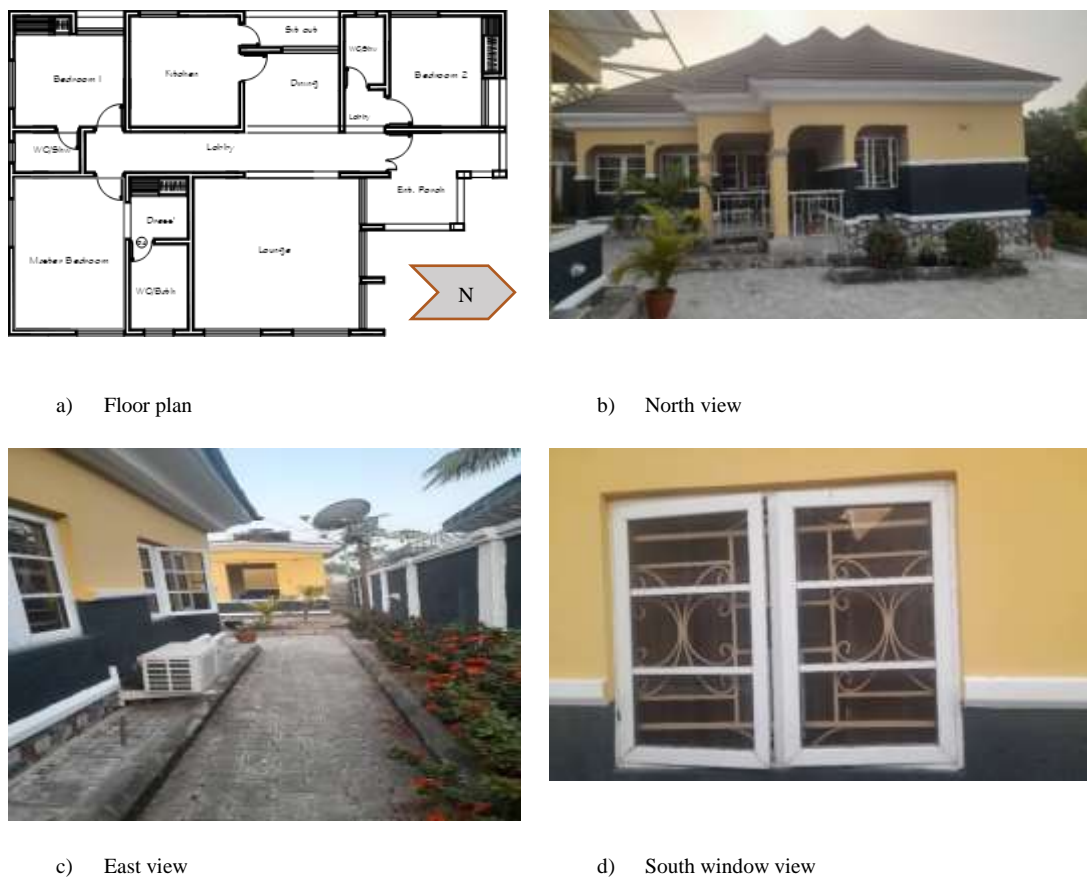 Sit out
WC/Shw
Bedroom 1
Kitchen
Dining
Bedroom 2
Lobby
WC/Shw
Lobby
Ent. Porch
Dress'
Lounge
Master Bedroom
WC/Bath
N
a) Floor plan
b) North view
c) East view
d) South window view